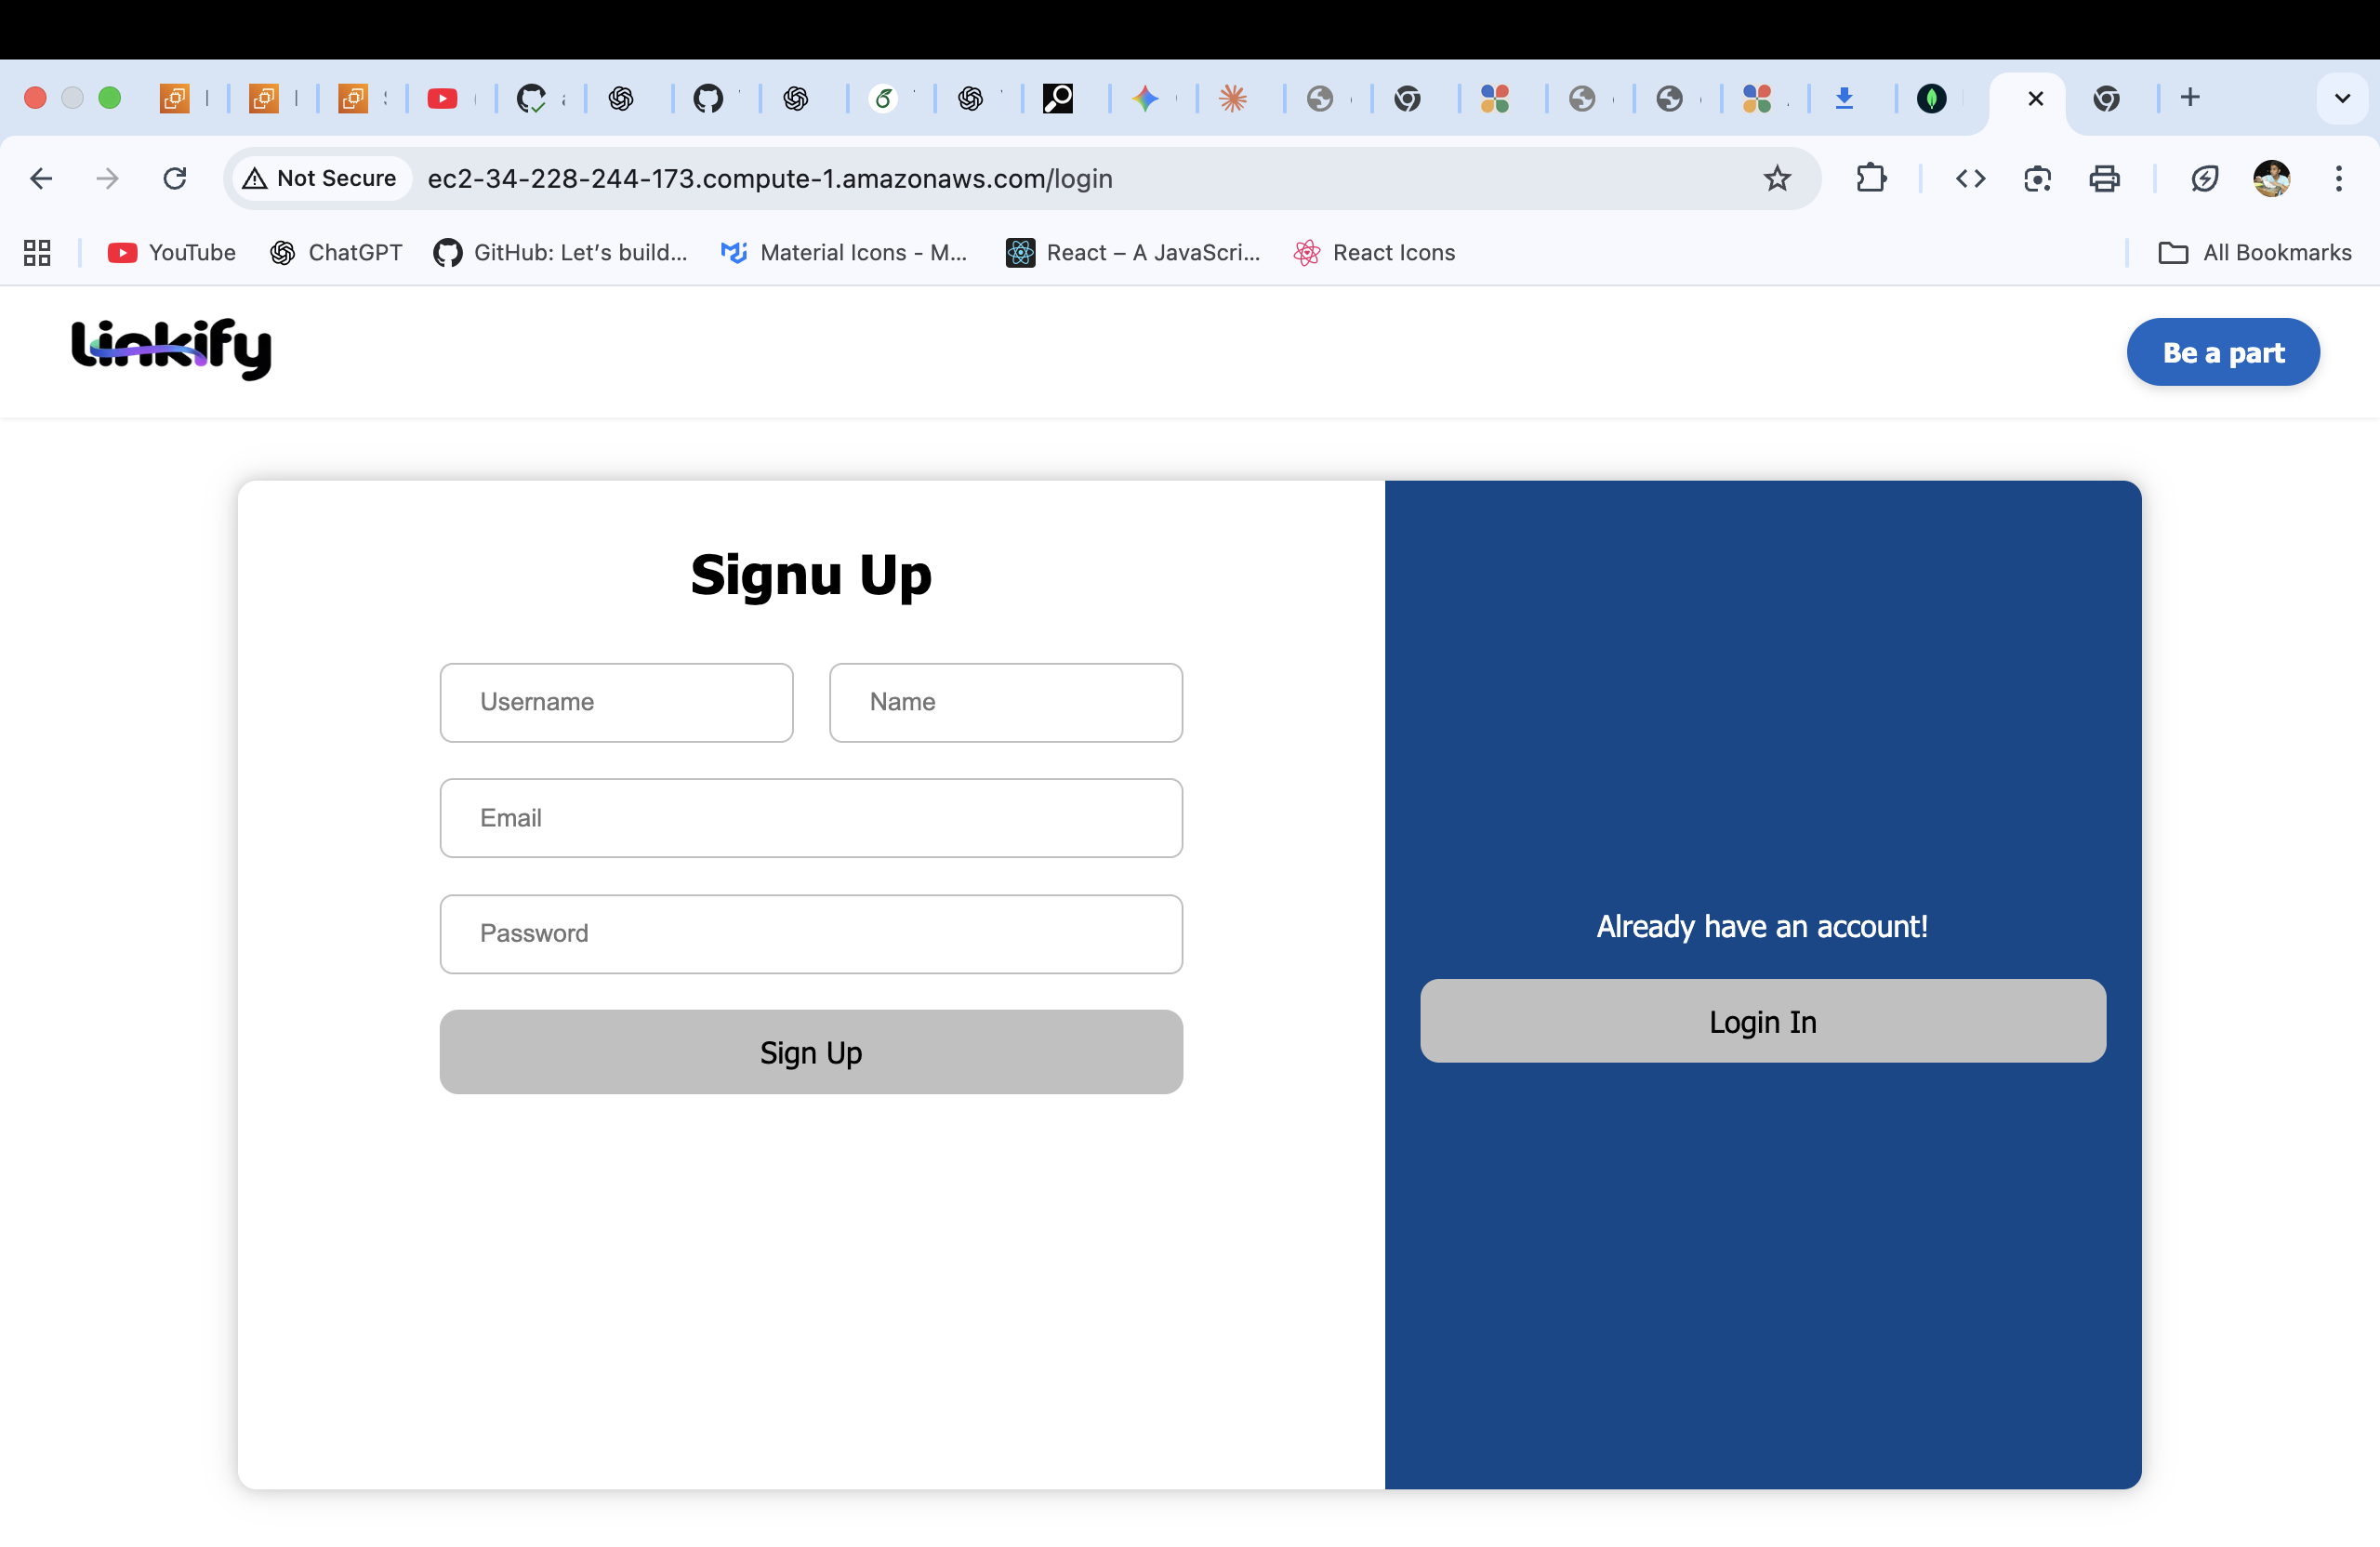 Not Secure ec2-34-228-244-173.compute-1.amazonaws.com/login
YouTube ChatGPT GitHub: Let's build... Material Icons - M... React – A JavaScri... React Icons All Bookmarks
Linkify Be a part
Signu Up
Username Name
Email
Password
Sign Up
Already have an account!
Login In